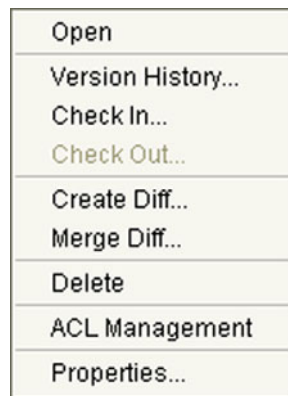 Open
Version History...
Check In...
Check Out...
Create Diff...
Merge Diff...
Delete
ACL Management
Properties...